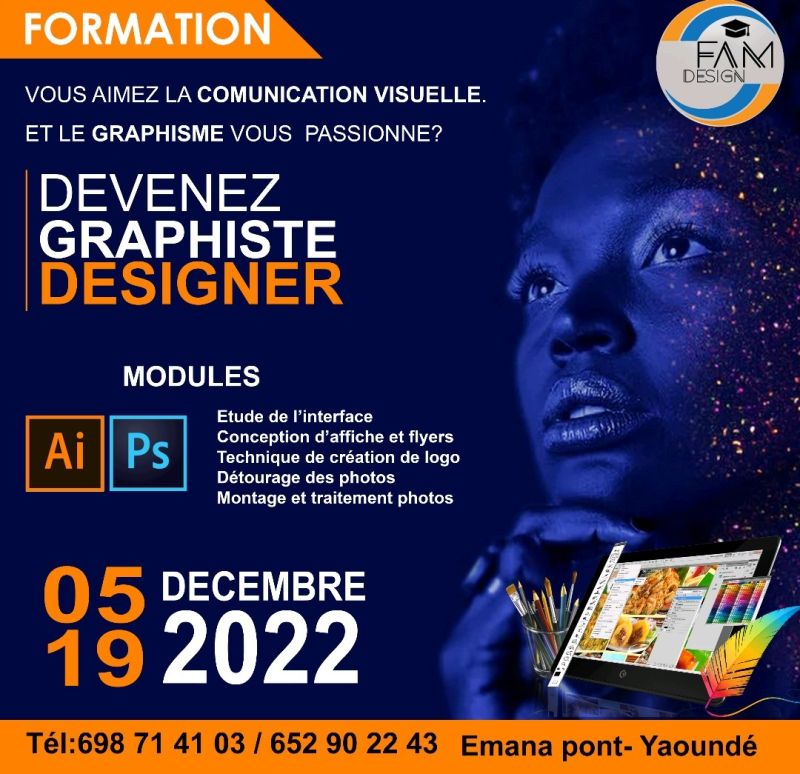 FORMATION
FAM
DESIGN
VOUS AIMEZ LA COMUNICATION VISUELLE.
ET LE GRAPHISME VOUS PASSIONNE?
DEVENEZ
GRAPHISTE
DESIGNER
MODULES
Ai Ps
Etude de l'interface
Conception d'affiche et flyers
Technique de création de logo
Détourage des photos
Montage et traitement photos
05
19
DECEMBRE
2022
Tél:698 71 41 03 / 652 90 22 43 Emana pont- Yaoundé